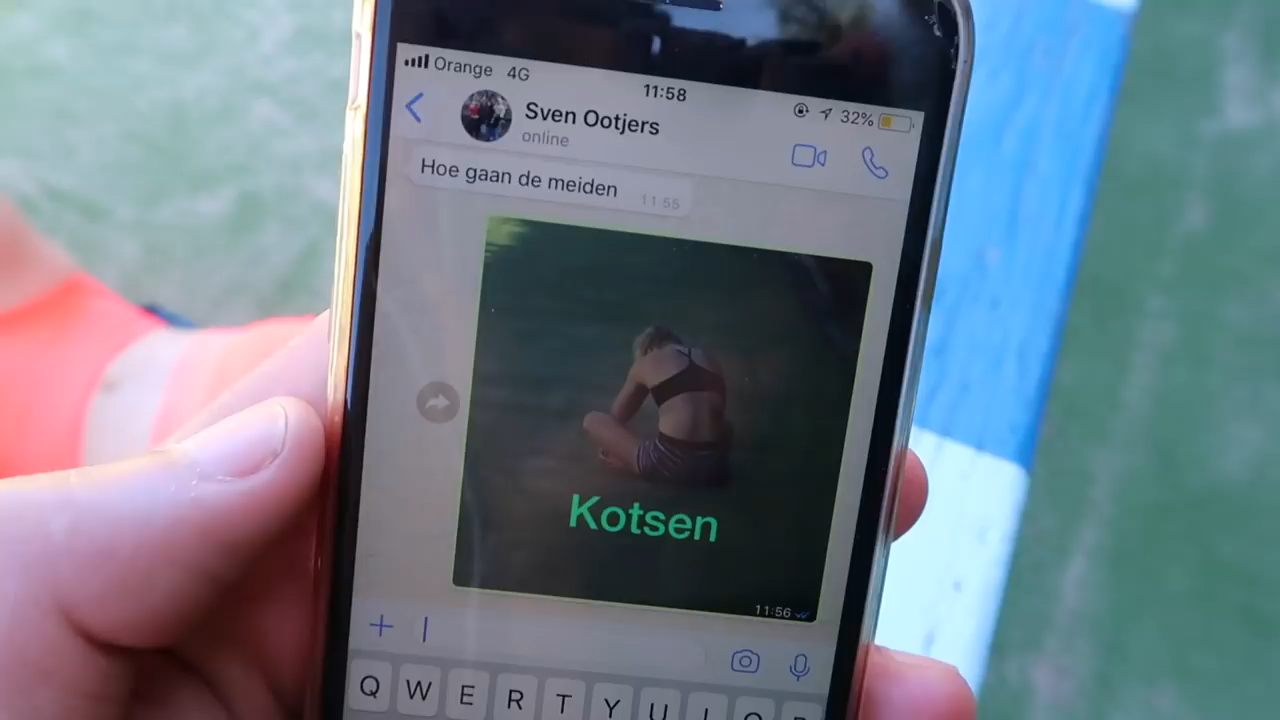 Orange 4G
11:58
32%
Sven Ootjers
online
Hoe gaan de meiden
11:55
Kotsen
11:56
Q W E R T Y U